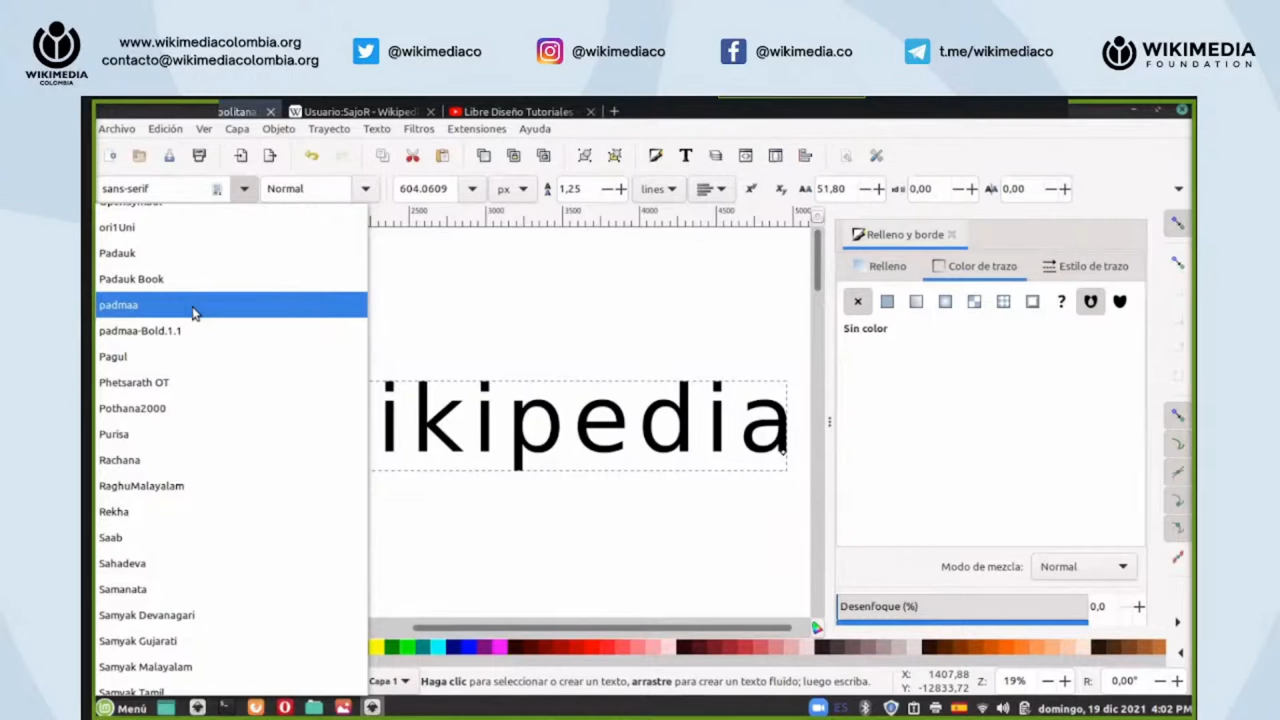 WIKIMEDIA
COLOMBIA
www.wikimediacolombia.org
contacto@wikimediacolombia.org
@wikimediaco
@wikimediaco
@wikimedia.co
t.me/wikimediaco
WIKIMEDIA
FOUNDATION
politana
Usuario:SajoR - Wikiped
Libre Diseño Tutoriales
Archivo Edición Ver Capa Objeto Trayecto Texto Filtros Extensiones Ayuda
sans-serif Normal 604.0609 px 1,25 lines 51,80 0,00 0,00
2500 3000 3500 4000 4500 5000
ori1Uni
Padauk
Padauk Book
padmaa
padmaa-Bold.1.1
Pagul
Phetsarath OT
Pothana2000
Purisa
Rachana
RaghuMalayalam
Rekha
Saab
Sahadeva
Samanata
Samyak Devanagari
Samyak Gujarati
Samyak Malayalam
Samyak Tamil
ikipedia
Relleno y borde
Relleno Color de trazo Estilo de trazo
?
Sin color
Modo de mezcla: Normal
Desenfoque (%) 0,0
Capa 1 Haga clic para seleccionar o crear un texto, arrastre para crear un texto fluido; luego escriba.
X: 1407,88
Y: -12833,72
Z: 19% R: 0,00°
Menú ES domingo, 19 dic 2021, 4:02 PM